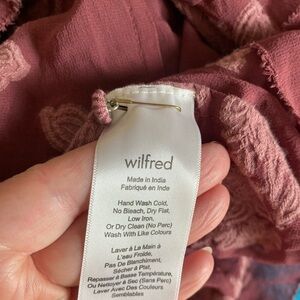 wilfred
Made in India
Fabriqué en Inde
Hand Wash Cold,
No Bleach, Dry Flat,
Low Iron,
Or Dry Clean (No Perc)
Wash With Like Colours
Laver à La Main à
L'eau Froide,
Pas De Blanchiment,
Sécher à Plat,
Repasser à Basse Température,
Ou Nettoyer à Sec (Sans Perc)
Laver Avec Des Couleurs
Semblables